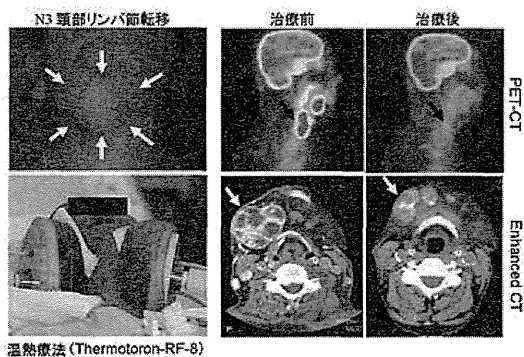 N3 頸部リンパ節転移
治療前
治療後
PET-CT
Enhanced CT
温熱療法(Thermotoron-RF-8)